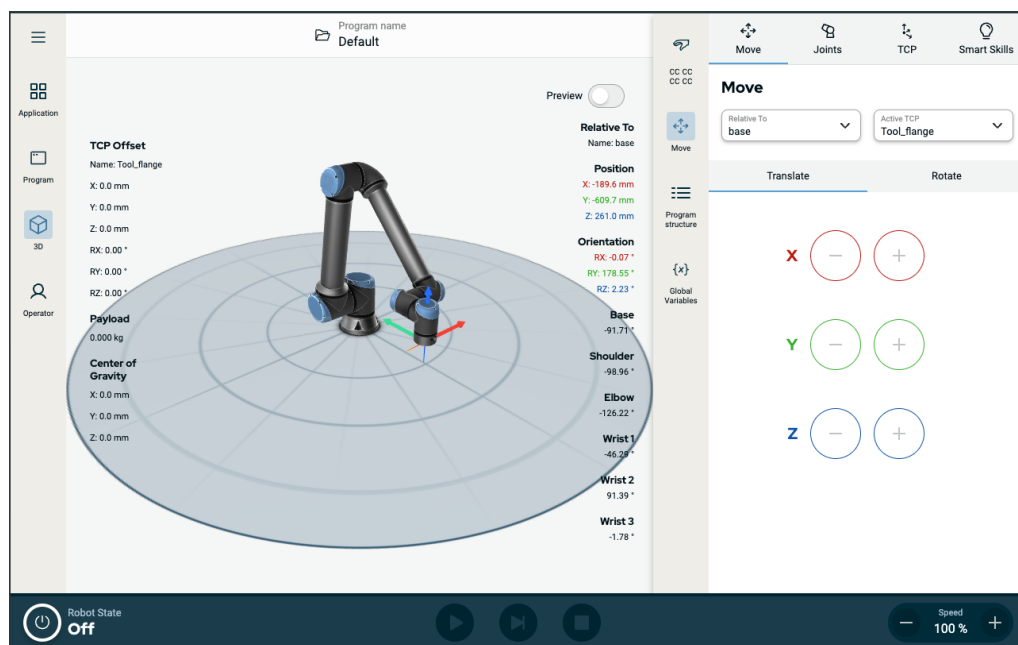 Program name
Default
Application
Program
3D
Operator
Preview
TCP Offset
Name: Tool_flange
X: 0.0 mm
Y: 0.0 mm
Z: 0.0 mm
RX: 0.00 °
RY: 0.00 °
RZ: 0.00 °
Payload
0.000 kg
Center of
Gravity
X: 0.0 mm
Y: 0.0 mm
Z: 0.0 mm
Relative To
Name: base
Position
X: -189.6 mm
Y: -609.7 mm
Z: 261.0 mm
Orientation
RX: -0.07 °
RY: 178.55 °
RZ: 2.23 °
Base
-91.71 °
Shoulder
-98.96 °
Elbow
-126.22 °
Wrist 1
-46.29 °
Wrist 2
91.39 °
Wrist 3
-1.78 °
CC CC
CC CC
Move
Program
structure
{x}
Global
Variables
Move
Joints
TCP
Smart Skills
Move
Relative To
base
Active TCP
Tool_flange
Translate
Rotate
X − +
Y − +
Z − +
Robot State
Off
Speed
− 100 % +